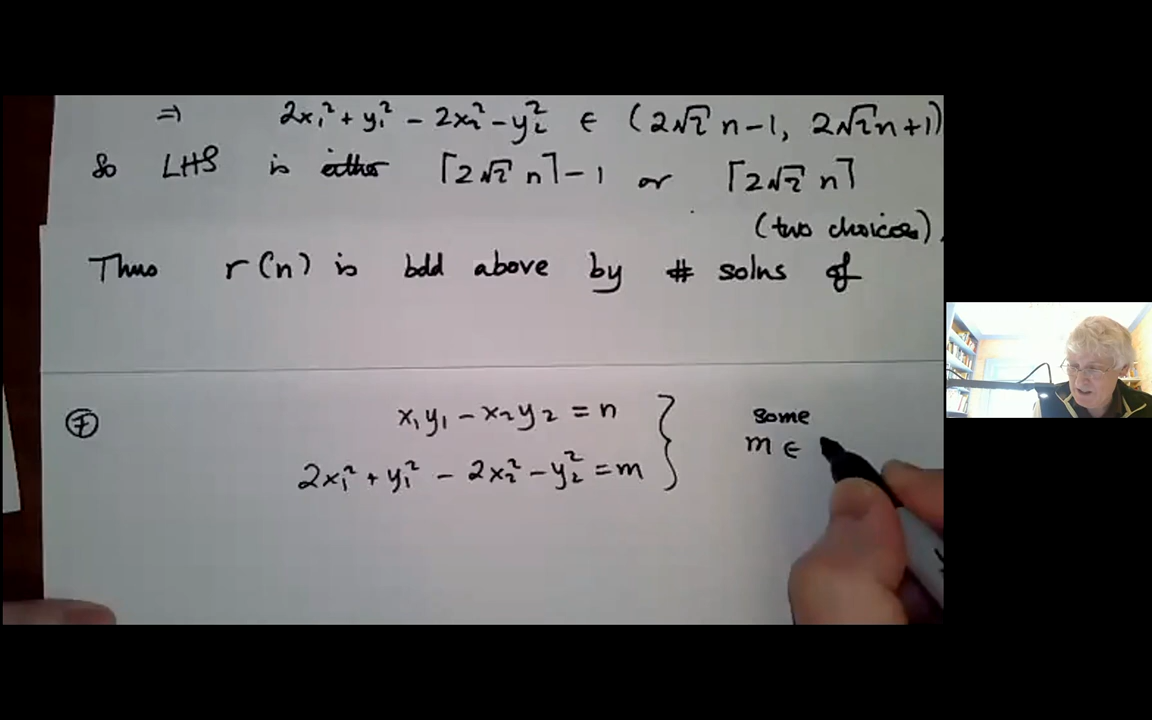 ⇒ 2x₁² + y₁² - 2x₂² - y₂² ∈ (2√2 n-1, 2√2 n+1)
So LHS is either ⌈2√2 n⌉-1 or ⌈2√2 n⌉
(two choices).
Thus r(n) is bdd above by # solns of
⑦ x₁y₁ - x₂y₂ = n } some
2x₁² + y₁² - 2x₂² - y₂² = m m ∈